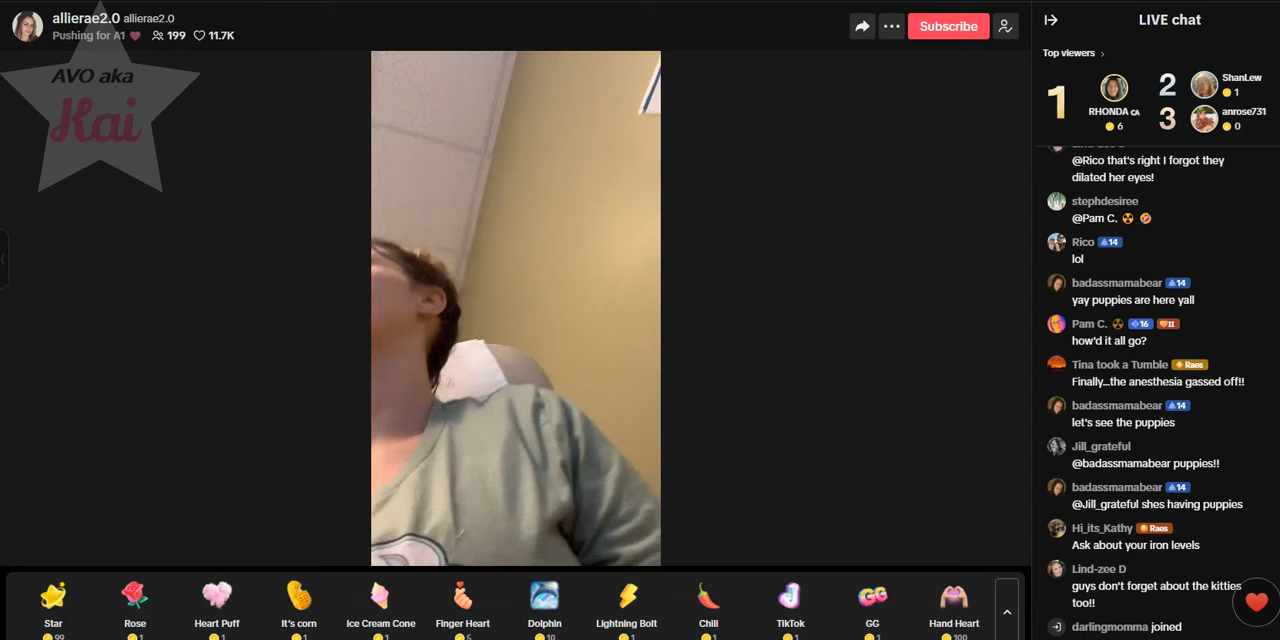 allierae2.0 allierae2.0
Pushing for A1 199 11.7K
Subscribe
AVO aka
Kai
LIVE chat
Top viewers
1
RHONDA CA
6
2
ShanLew
1
3
anrose731
0
@Rico that's right I forgot they
dilated her eyes!
stephdesiree
@Pam C. ☢️ 🤣
Rico 14
lol
badassmamabear 14
yay puppies are here yall
Pam C. ☢️ 16 II
how'd it all go?
Tina took a Tumble Raes
Finally...the anesthesia gassed off!!
badassmamabear 14
let's see the puppies
Jill_grateful
@badassmamabear puppies!!
badassmamabear 14
@Jill_grateful shes having puppies
Hi_its_Kathy Raes
Ask about your iron levels
Lind-zee D
guys don't forget about the kitties
too!!
darlingmomma joined
Star Rose Heart Puff It's corn Ice Cream Cone Finger Heart Dolphin Lightning Bolt Chili TikTok GG Hand Heart
99 1 1 1 1 5 10 1 1 1 1 100